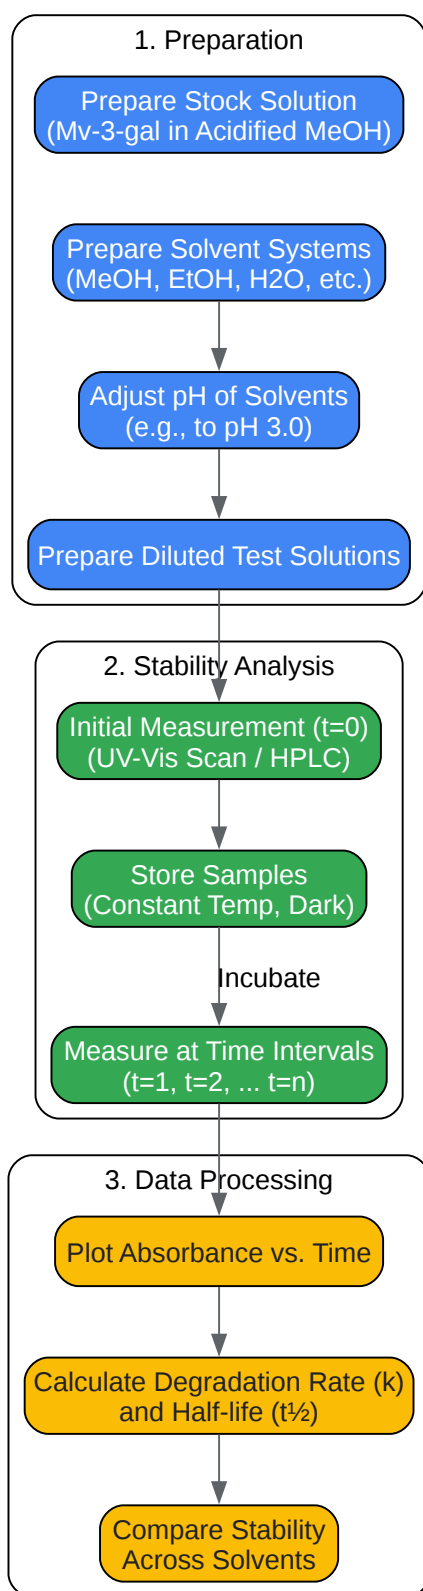 1. Preparation
Prepare Stock Solution
(Mv-3-gal in Acidified MeOH)
Prepare Solvent Systems
(MeOH, EtOH, H2O, etc.)
Adjust pH of Solvents
(e.g., to pH 3.0)
Prepare Diluted Test Solutions
2. Stability Analysis
Initial Measurement (t=0)
(UV-Vis Scan / HPLC)
Store Samples
(Constant Temp, Dark)
Incubate
Measure at Time Intervals
(t=1, t=2, ... t=n)
3. Data Processing
Plot Absorbance vs. Time
Calculate Degradation Rate (k)
and Half-life (t½)
Compare Stability
Across Solvents